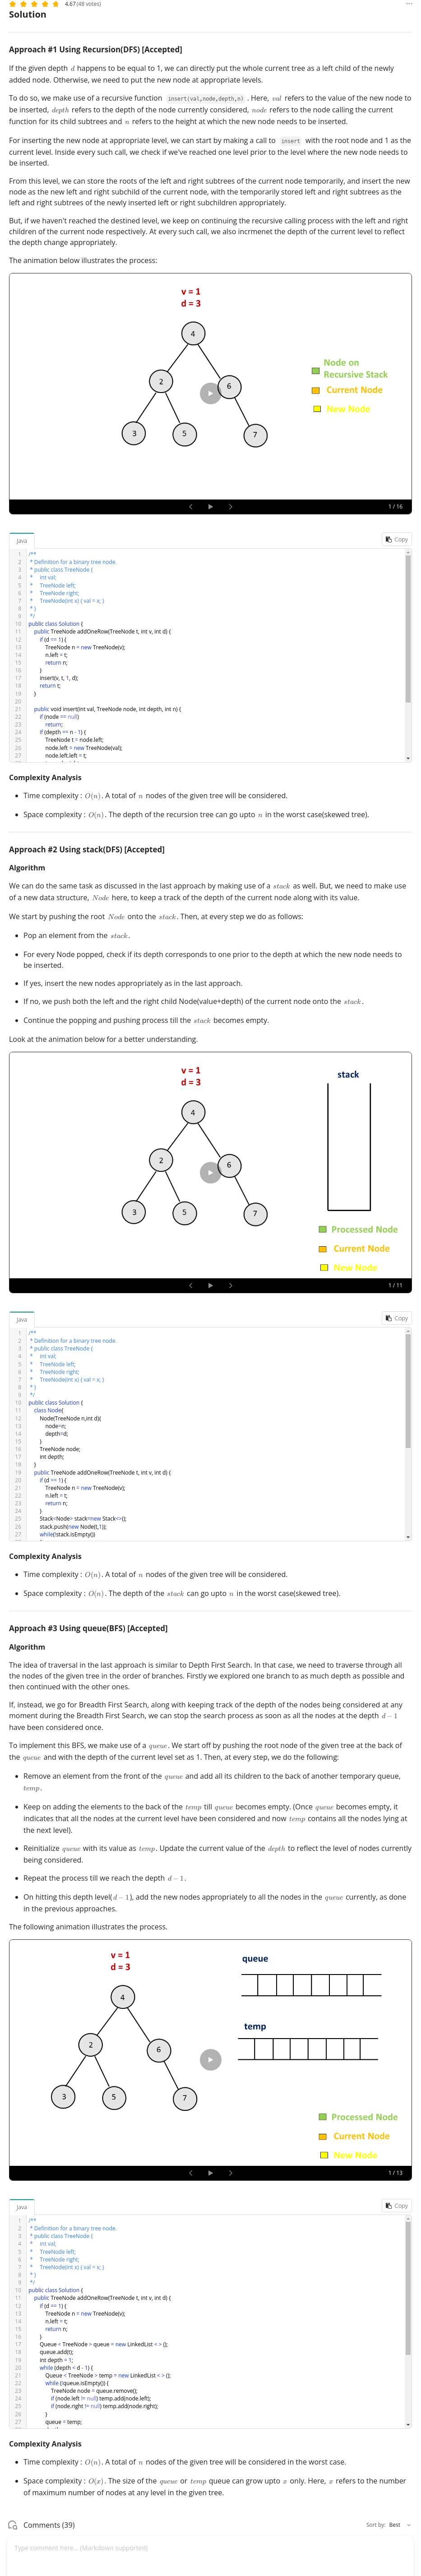 4.67 (48 votes)
Solution
Approach #1 Using Recursion(DFS) [Accepted]
If the given depth d happens to be equal to 1, we can directly put the whole current tree as a left child of the newly
added node. Otherwise, we need to put the new node at appropriate levels.
To do so, we make use of a recursive function insert(val,node,depth,n) . Here, val refers to the value of the new node to
be inserted, depth refers to the depth of the node currently considered, node refers to the node calling the current
function for its child subtrees and n refers to the height at which the new node needs to be inserted.
For inserting the new node at appropriate level, we can start by making a call to insert with the root node and 1 as the
current level. Inside every such call, we check if we've reached one level prior to the level where the new node needs to
be inserted.
From this level, we can store the roots of the left and right subtrees of the current node temporarily, and insert the new
node as the new left and right subchild of the current node, with the temporarily stored left and right subtrees as the
left and right subtrees of the newly inserted left or right subchildren appropriately.
But, if we haven't reached the destined level, we keep on continuing the recursive calling process with the left and right
children of the current node respectively. At every such call, we also incrmenet the depth of the current level to reflect
the depth change appropriately.
The animation below illustrates the process:
v = 1
d = 3
4
2
6
3
5
7
Node on
Recursive Stack
Current Node
New Node
1 / 16
Java
Copy
1 /**
2 * Definition for a binary tree node.
3 * public class TreeNode {
4 * int val;
5 * TreeNode left;
6 * TreeNode right;
7 * TreeNode(int x) { val = x; }
8 * }
9 */
10 public class Solution {
11 public TreeNode addOneRow(TreeNode t, int v, int d) {
12 if (d == 1) {
13 TreeNode n = new TreeNode(v);
14 n.left = t;
15 return n;
16 }
17 insert(v, t, 1, d);
18 return t;
19 }
20
21 public void insert(int val, TreeNode node, int depth, int n) {
22 if (node == null)
23 return;
24 if (depth == n - 1) {
25 TreeNode t = node.left;
26 node.left = new TreeNode(val);
27 node.left.left = t;
Complexity Analysis
• Time complexity : O(n). A total of n nodes of the given tree will be considered.
• Space complexity : O(n). The depth of the recursion tree can go upto n in the worst case(skewed tree).
Approach #2 Using stack(DFS) [Accepted]
Algorithm
We can do the same task as discussed in the last approach by making use of a stack as well. But, we need to make use
of a new data structure, Node here, to keep a track of the depth of the current node along with its value.
We start by pushing the root Node onto the stack. Then, at every step we do as follows:
• Pop an element from the stack.
• For every Node popped, check if its depth corresponds to one prior to the depth at which the new node needs to
be inserted.
• If yes, insert the new nodes appropriately as in the last approach.
• If no, we push both the left and the right child Node(value+depth) of the current node onto the stack.
• Continue the popping and pushing process till the stack becomes empty.
Look at the animation below for a better understanding.
v = 1
d = 3
stack
4
2
6
3
5
7
Processed Node
Current Node
New Node
1 / 11
Java
Copy
1 /**
2 * Definition for a binary tree node.
3 * public class TreeNode {
4 * int val;
5 * TreeNode left;
6 * TreeNode right;
7 * TreeNode(int x) { val = x; }
8 * }
9 */
10 public class Solution {
11 class Node{
12 Node(TreeNode n,int d){
13 node=n;
14 depth=d;
15 }
16 TreeNode node;
17 int depth;
18 }
19 public TreeNode addOneRow(TreeNode t, int v, int d) {
20 if (d == 1) {
21 TreeNode n = new TreeNode(v);
22 n.left = t;
23 return n;
24 }
25 Stack<Node> stack=new Stack<>();
26 stack.push(new Node(t,1));
27 while(!stack.isEmpty())
Complexity Analysis
• Time complexity : O(n). A total of n nodes of the given tree will be considered.
• Space complexity : O(n). The depth of the stack can go upto n in the worst case(skewed tree).
Approach #3 Using queue(BFS) [Accepted]
Algorithm
The idea of traversal in the last approach is similar to Depth First Search. In that case, we need to traverse through all
the nodes of the given tree in the order of branches. Firstly we explored one branch to as much depth as possible and
then continued with the other ones.
If, instead, we go for Breadth First Search, along with keeping track of the depth of the nodes being considered at any
moment during the Breadth First Search, we can stop the search process as soon as all the nodes at the depth d − 1
have been considered once.
To implement this BFS, we make use of a queue. We start off by pushing the root node of the given tree at the back of
the queue and with the depth of the current level set as 1. Then, at every step, we do the following:
• Remove an element from the front of the queue and add all its children to the back of another temporary queue,
temp.
• Keep on adding the elements to the back of the temp till queue becomes empty. (Once queue becomes empty, it
indicates that all the nodes at the current level have been considered and now temp contains all the nodes lying at
the next level).
• Reinitialize queue with its value as temp. Update the current value of the depth to reflect the level of nodes currently
being considered.
• Repeat the process till we reach the depth d − 1.
• On hitting this depth level(d − 1), add the new nodes appropriately to all the nodes in the queue currently, as done
in the previous approaches.
The following animation illustrates the process.
v = 1
d = 3
queue
4
temp
2
6
3
5
7
Processed Node
Current Node
New Node
1 / 13
Java
Copy
1 /**
2 * Definition for a binary tree node.
3 * public class TreeNode {
4 * int val;
5 * TreeNode left;
6 * TreeNode right;
7 * TreeNode(int x) { val = x; }
8 * }
9 */
10 public class Solution {
11 public TreeNode addOneRow(TreeNode t, int v, int d) {
12 if (d == 1) {
13 TreeNode n = new TreeNode(v);
14 n.left = t;
15 return n;
16 }
17 Queue < TreeNode > queue = new LinkedList < > ();
18 queue.add(t);
19 int depth = 1;
20 while (depth < d - 1) {
21 Queue < TreeNode > temp = new LinkedList < > ();
22 while (!queue.isEmpty()) {
23 TreeNode node = queue.remove();
24 if (node.left != null) temp.add(node.left);
25 if (node.right != null) temp.add(node.right);
26 }
27 queue = temp;
Complexity Analysis
• Time complexity : O(n). A total of n nodes of the given tree will be considered in the worst case.
• Space complexity : O(x). The size of the queue or temp queue can grow upto x only. Here, x refers to the number
of maximum number of nodes at any level in the given tree.
Comments (39)
Sort by: Best
Type comment here... (Markdown supported)